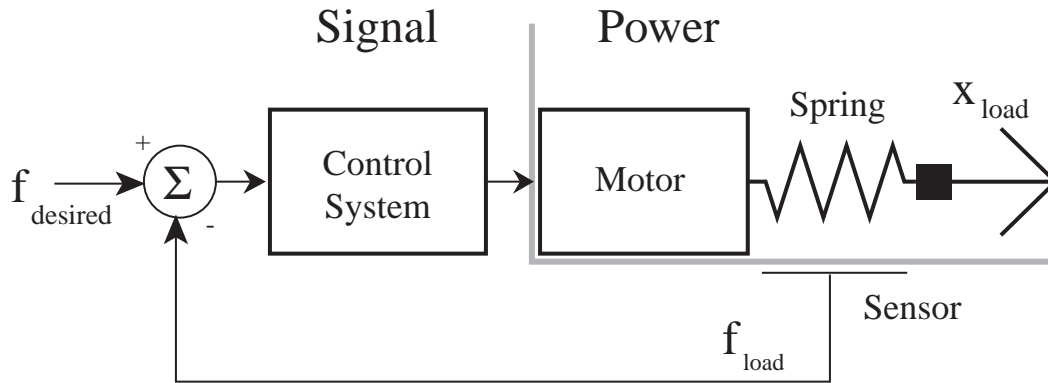 Signal
Power
Spring
x load
+
Σ
f desired
-
Control
System
Motor
Sensor
f load